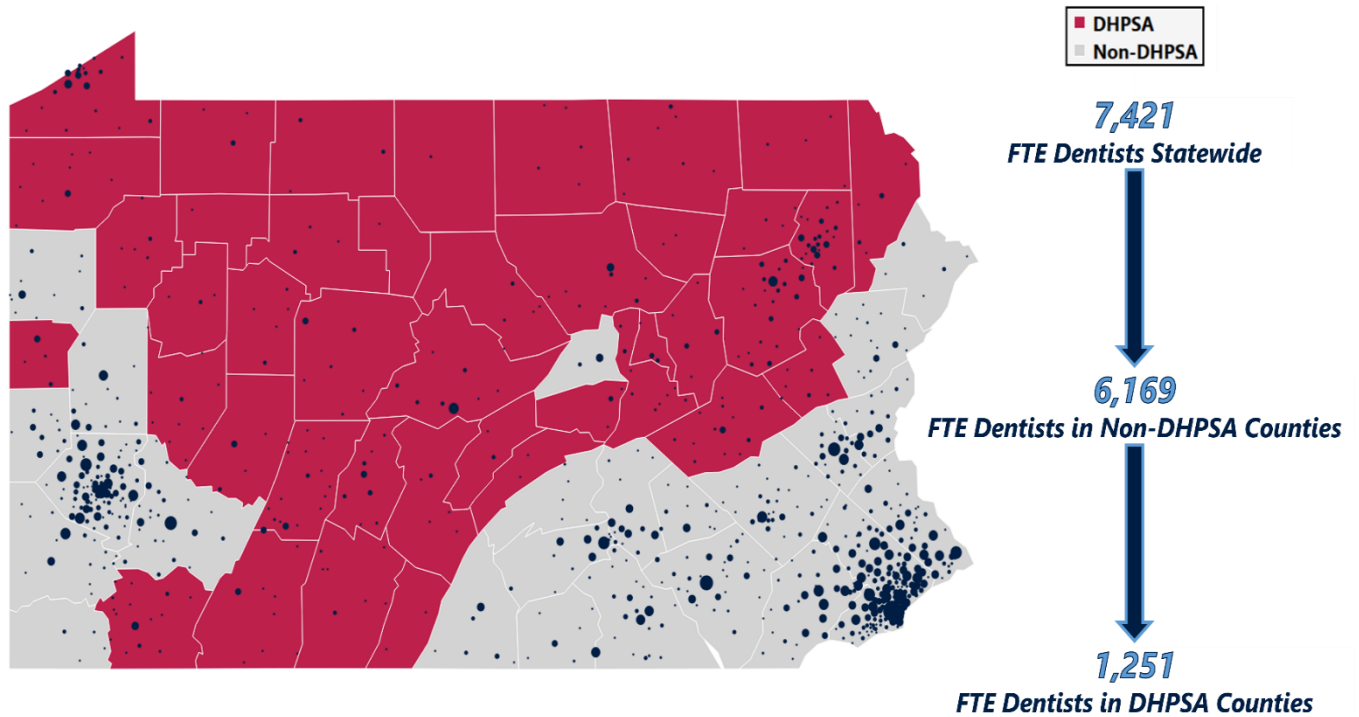 DHPSA
Non-DHPSA
7,421
FTE Dentists Statewide
6,169
FTE Dentists in Non-DHPSA Counties
1,251
FTE Dentists in DHPSA Counties